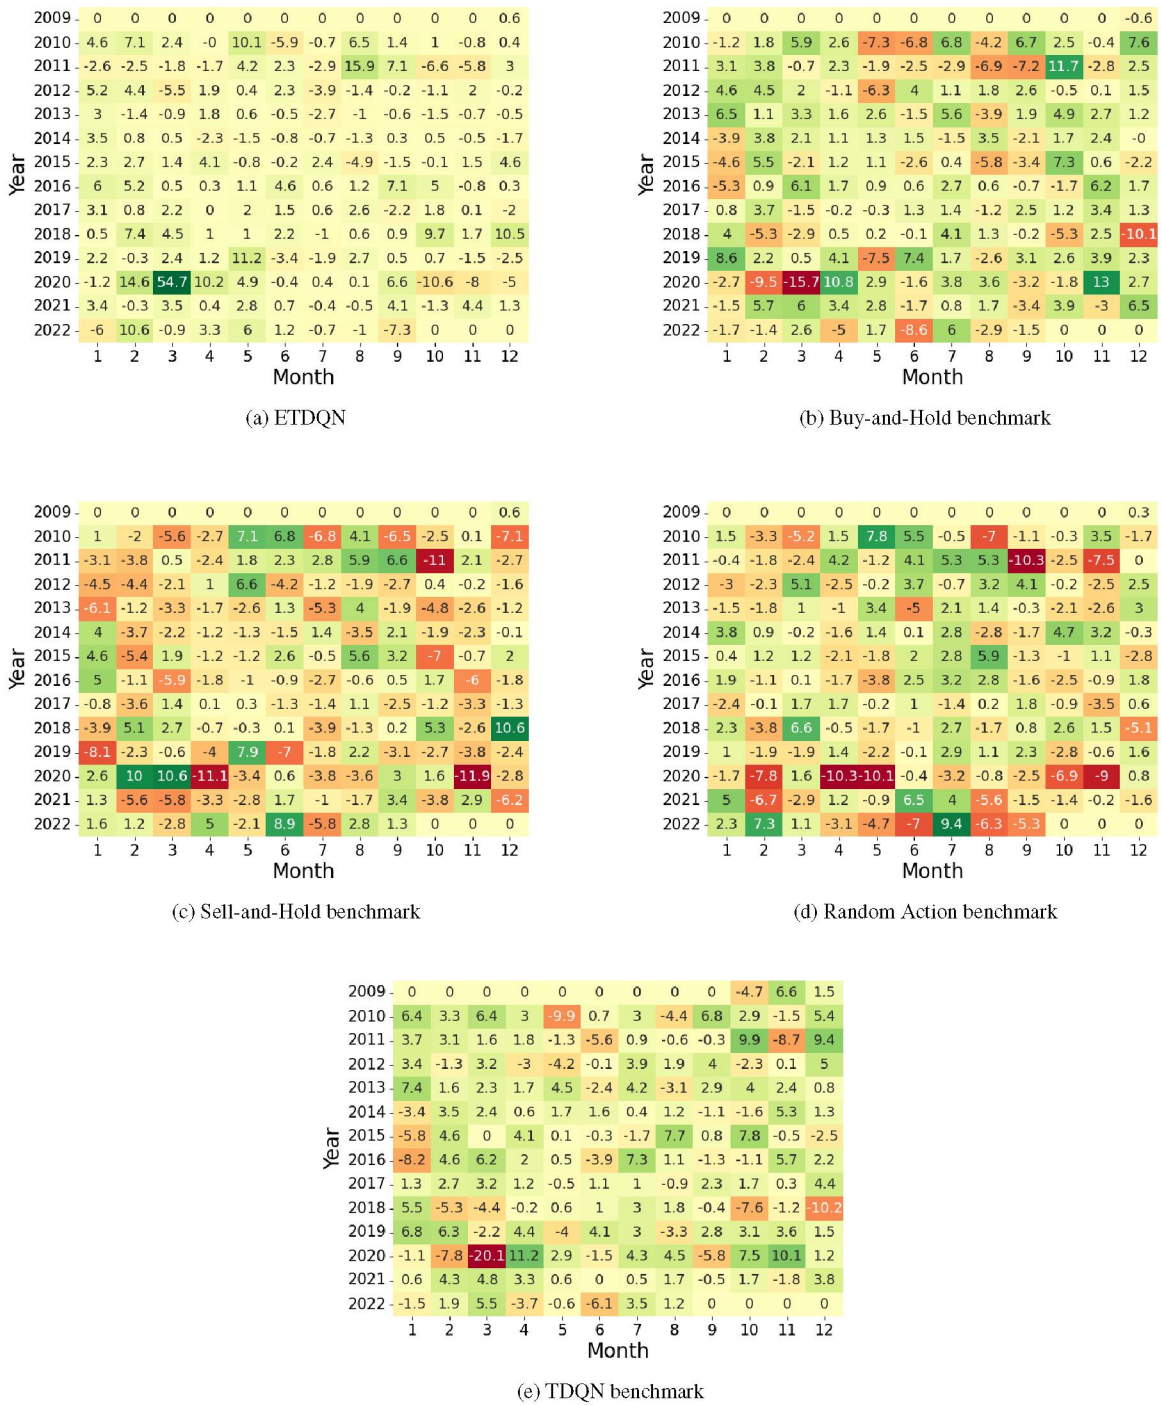 2009 0 0 0 0 0 0 0 0 0 0 0 0.6
2010 4.6 7.1 2.4 -0 10.1 -5.9 -0.7 6.5 1.4 1 -0.8 0.4
2011 -2.6 -2.5 -1.8 -1.7 4.2 2.3 -2.9 15.9 7.1 -6.6 -5.8 3
2012 5.2 4.4 -5.5 1.9 0.4 2.3 -3.9 -1.4 -0.2 -1.1 2 -0.2
2013 3 -1.4 -0.9 1.8 0.6 -0.5 -2.7 -1 -0.6 -1.5 -0.7 -0.5
2014 3.5 0.8 0.5 -2.3 -1.5 -0.8 -0.7 -1.3 0.3 0.5 -0.5 -1.7
2015 2.3 2.7 1.4 4.1 -0.8 -0.2 2.4 -4.9 -1.5 -0.1 1.5 4.6
2016 6 5.2 0.5 0.3 1.1 4.6 0.6 1.2 7.1 5 -0.8 0.3
2017 3.1 0.8 2.2 0 2 1.5 0.6 2.6 -2.2 1.8 0.1 -2
2018 0.5 7.4 4.5 1 1 2.2 -1 0.6 0.9 9.7 1.7 10.5
2019 2.2 -0.3 2.4 1.2 11.2 -3.4 -1.9 2.7 0.5 0.7 -1.5 -2.5
2020 -1.2 14.6 54.7 10.2 4.9 -0.4 0.4 0.1 6.6 -10.6 -8 -5
2021 3.4 -0.3 3.5 0.4 2.8 0.7 -0.4 -0.5 4.1 -1.3 4.4 1.3
2022 -6 10.6 -0.9 3.3 6 1.2 -0.7 -1 -7.3 0 0 0
1 2 3 4 5 6 7 8 9 10 11 12
Year
Month
(a) ETDQN
0 0 0 0 0 0 0 0 0 0 0 -0.6
2009
2010 -1.2 1.8 5.9 2.6 -7.3 -6.8 6.8 -4.2 6.7 2.5 -0.4 7.6
2011 3.1 3.8 -0.7 2.3 -1.9 -2.5 -2.9 -6.9 -7.2 11.7 -2.8 2.5
2012 4.6 4.5 2 -1.1 -6.3 4 1.1 1.8 2.6 -0.5 0.1 1.5
2013 6.5 1.1 3.3 1.6 2.6 -1.5 5.6 -3.9 1.9 4.9 2.7 1.2
2014 -3.9 3.8 2.1 1.1 1.3 1.5 -1.5 3.5 -2.1 1.7 2.4 -0
2015 -4.6 5.5 -2.1 1.2 1.1 -2.6 0.4 -5.8 -3.4 7.3 0.6 -2.2
2016 -5.3 0.9 6.1 1.7 0.9 0.6 2.7 0.6 -0.7 -1.7 6.2 1.7
2017 0.8 3.7 -1.5 -0.2 -0.3 1.3 1.4 -1.2 2.5 1.2 3.4 1.3
2018 4 -5.3 -2.9 0.5 0.2 -0.1 4.1 1.3 -0.2 -5.3 2.5 -10.1
2019 8.6 2.2 0.5 4.1 -7.5 7.4 1.7 -2.6 3.1 2.6 3.9 2.3
2020 -2.7 -9.5 -15.7 10.8 2.9 -1.6 3.8 3.6 -3.2 -1.8 13 2.7
2021 -1.5 5.7 6 3.4 2.8 -1.7 0.8 1.7 -3.4 3.9 -3 6.5
2022 -1.7 -1.4 2.6 -5 1.7 -8.6 6 -2.9 -1.5 0 0 0
1 2 3 4 5 6 7 8 9 10 11 12
Year
Month
(b) Buy-and-Hold benchmark
2009 0 0 0 0 0 0 0 0 0 0 0 0.6
2010 1 -2 -5.6 -2.7 7.1 6.8 -6.8 4.1 -6.5 -2.5 0.1 -7.1
2011 -3.1 -3.8 0.5 -2.4 1.8 2.3 2.8 5.9 6.6 -11 2.1 -2.7
2012 -4.5 -4.4 -2.1 1 6.6 -4.2 -1.2 -1.9 -2.7 0.4 -0.2 -1.6
2013 -6.1 -1.2 -3.3 -1.7 -2.6 1.3 -5.3 4 -1.9 -4.8 -2.6 -1.2
2014 4 -3.7 -2.2 -1.2 -1.3 -1.5 1.4 -3.5 2.1 -1.9 -2.3 -0.1
2015 4.6 -5.4 1.9 -1.2 -1.2 2.6 -0.5 5.6 3.2 -7 -0.7 2
2016 5 -1.1 -5.9 -1.8 -1 -0.9 -2.7 -0.6 0.5 1.7 -6 -1.8
2017 -0.8 -3.6 1.4 0.1 0.3 -1.3 -1.4 1.1 -2.5 -1.2 -3.3 -1.3
2018 -3.9 5.1 2.7 -0.7 -0.3 0.1 -3.9 -1.3 0.2 5.3 -2.6 10.6
2019 -8.1 -2.3 -0.6 -4 7.9 -7 -1.8 2.2 -3.1 -2.7 -3.8 -2.4
2020 2.6 10 10.6 -11.1 -3.4 0.6 -3.8 -3.6 3 1.6 -11.9 -2.8
2021 1.3 -5.6 -5.8 -3.3 -2.8 1.7 -1 -1.7 3.4 -3.8 2.9 -6.2
2022 1.6 1.2 -2.8 5 -2.1 8.9 -5.8 2.8 1.3 0 0 0
1 2 3 4 5 6 7 8 9 10 11 12
Year
Month
(c) Sell-and-Hold benchmark
2009 0 0 0 0 0 0 0 0 0 0 0 0.3
2010 1.5 -3.3 -5.2 1.5 7.8 5.5 -0.5 -7 -1.1 -0.3 3.5 -1.7
2011 -0.4 -1.8 -2.4 4.2 -1.2 4.1 5.3 5.3 -10.3 -2.5 -7.5 0
2012 -3 -2.3 5.1 -2.5 -0.2 3.7 -0.7 3.2 4.1 -0.2 -2.5 2.5
2013 -1.5 -1.8 1 -1 3.4 -5 2.1 1.4 -0.3 -2.1 -2.6 3
2014 3.8 0.9 -0.2 -1.6 1.4 0.1 2.8 -2.8 -1.7 4.7 3.2 -0.3
2015 0.4 1.2 1.2 -2.1 -1.8 2 2.8 5.9 -1.3 -1 1.1 -2.8
2016 1.9 -1.1 0.1 -1.7 -3.8 2.5 3.2 2.8 -1.6 -2.5 -0.9 1.8
2017 -2.4 -0.1 1.7 1.7 -0.2 1 -1.4 0.2 1.8 -0.9 -3.5 0.6
2018 2.3 -3.8 6.6 -0.5 -1.7 -1 2.7 -1.7 0.8 2.6 1.5 -5.1
2019 1 -1.9 -1.9 1.4 -2.2 -0.1 2.9 1.1 2.3 -2.8 -0.6 1.6
2020 -1.7 -7.8 1.6 -10.3 -10.1 -0.4 -3.2 -0.8 -2.5 -6.9 -9 0.8
2021 5 -6.7 -2.9 1.2 -0.9 6.5 4 -5.6 -1.5 -1.4 -0.2 -1.6
2022 2.3 7.3 1.1 -3.1 -4.7 -7 9.4 -6.3 -5.3 0 0 0
1 2 3 4 5 6 7 8 9 10 11 12
Year
Month
(d) Random Action benchmark
2009 0 0 0 0 0 0 0 0 0 -4.7 6.6 1.5
2010 6.4 3.3 6.4 3 -9.9 0.7 3 -4.4 6.8 2.9 -1.5 5.4
2011 3.7 3.1 1.6 1.8 -1.3 -5.6 0.9 -0.6 -0.3 9.9 -8.7 9.4
2012 3.4 -1.3 3.2 -3 -4.2 -0.1 3.9 1.9 4 -2.3 0.1 5
2013 7.4 1.6 2.3 1.7 4.5 -2.4 4.2 -3.1 2.9 4 2.4 0.8
2014 -3.4 3.5 2.4 0.6 1.7 1.6 0.4 1.2 -1.1 -1.6 5.3 1.3
2015 -5.8 4.6 0 4.1 0.1 -0.3 -1.7 7.7 0.8 7.8 -0.5 -2.5
2016 -8.2 4.6 6.2 2 0.5 -3.9 7.3 1.1 -1.3 -1.1 5.7 2.2
2017 1.3 2.7 3.2 1.2 -0.5 1.1 1 -0.9 2.3 1.7 0.3 4.4
2018 5.5 -5.3 -4.4 -0.2 0.6 1 3 1.8 -0.4 -7.6 -1.2 -10.2
2019 6.8 6.3 -2.2 4.4 -4 4.1 3 -3.3 2.8 3.1 3.6 1.5
2020 -1.1 -7.8 -20.1 11.2 2.9 -1.5 4.3 4.5 -5.8 7.5 10.1 1.2
2021 0.6 4.3 4.8 3.3 0.6 0 0.5 1.7 -0.5 1.7 -1.8 3.8
2022 -1.5 1.9 5.5 -3.7 -0.6 -6.1 3.5 1.2 0 0 0 0
1 2 3 4 5 6 7 8 9 10 11 12
Year
Month
(e) TDQN benchmark